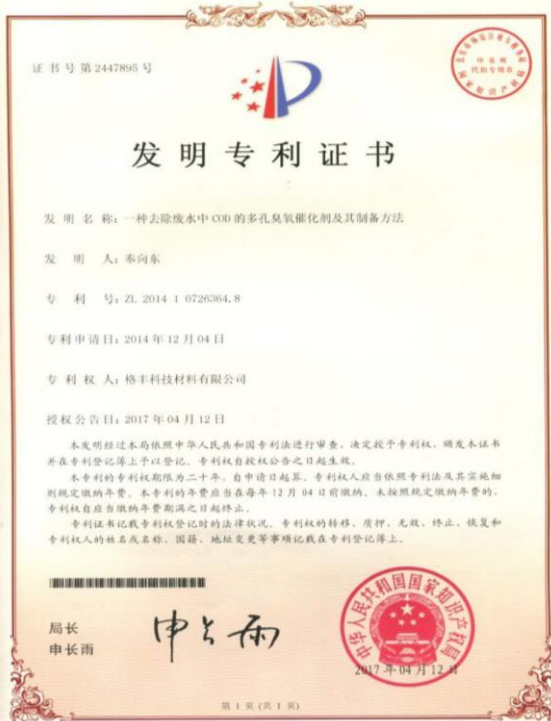 证书号第2447895号
印花税
代扣专用章
发明专利证书
发明名称：一种去除废水中COD的多孔臭氧催化剂及其制备方法
发明人：奉向东
专利号：ZL 2014 1 0726364.8
专利申请日：2014年12月04日
专利权人：格丰科技材料有限公司
授权公告日：2017年04月12日
本发明经过本局依照中华人民共和国专利法进行审查，决定授予专利权，颁发本证书
并在专利登记簿上予以登记。专利权自授权公告之日起生效。
本专利的专利权期限为二十年，自申请日起算。专利权人应当依照专利法及其实施细
则规定缴纳年费。本专利的年费应当在每年12月04日前缴纳。未按照规定缴纳年费的，
专利权自应当缴纳年费期满之日起终止。
专利证书记载专利权登记时的法律状况。专利权的转移、质押、无效、终止、恢复和
专利权人的姓名或名称、国籍、地址变更等事项记载在专利登记簿上。
局长
申长雨
申长雨
中华人民共和国国家知识产权局
2017年04月12日
第1页(共1页)